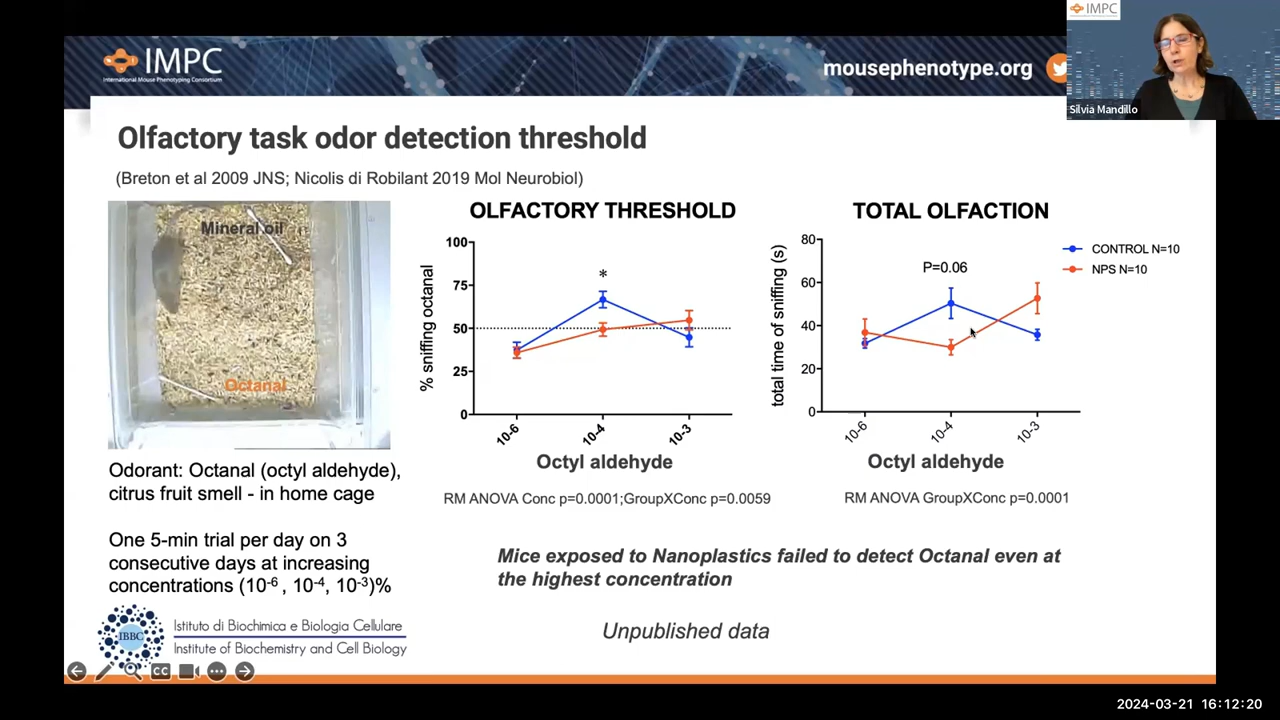 IMPC
International Mouse Phenotyping Consortium
mousephenotype.org
IMPC
Silvia Mandillo
Olfactory task odor detection threshold
(Breton et al 2009 JNS; Nicolis di Robilant 2019 Mol Neurobiol)
Mineral oil
Octanal
OLFACTORY THRESHOLD
% sniffing octanal
100
75
50
25
0
*
10-6
10-4
10-3
Octyl aldehyde
RM ANOVA Conc p=0.0001;GroupXConc p=0.0059
TOTAL OLFACTION
total time of sniffing (s)
80
60
40
20
0
P=0.06
10-6
10-4
10-3
Octyl aldehyde
CONTROL N=10
NPS N=10
RM ANOVA GroupXConc p=0.0001
Odorant: Octanal (octyl aldehyde),
citrus fruit smell - in home cage
One 5-min trial per day on 3
consecutive days at increasing
concentrations (10-6 , 10-4, 10-3)%
Mice exposed to Nanoplastics failed to detect Octanal even at
the highest concentration
Unpublished data
IBBC
Istituto di Biochimica e Biologia Cellulare
Institute of Biochemistry and Cell Biology
CC
2024-03-21 16:12:20